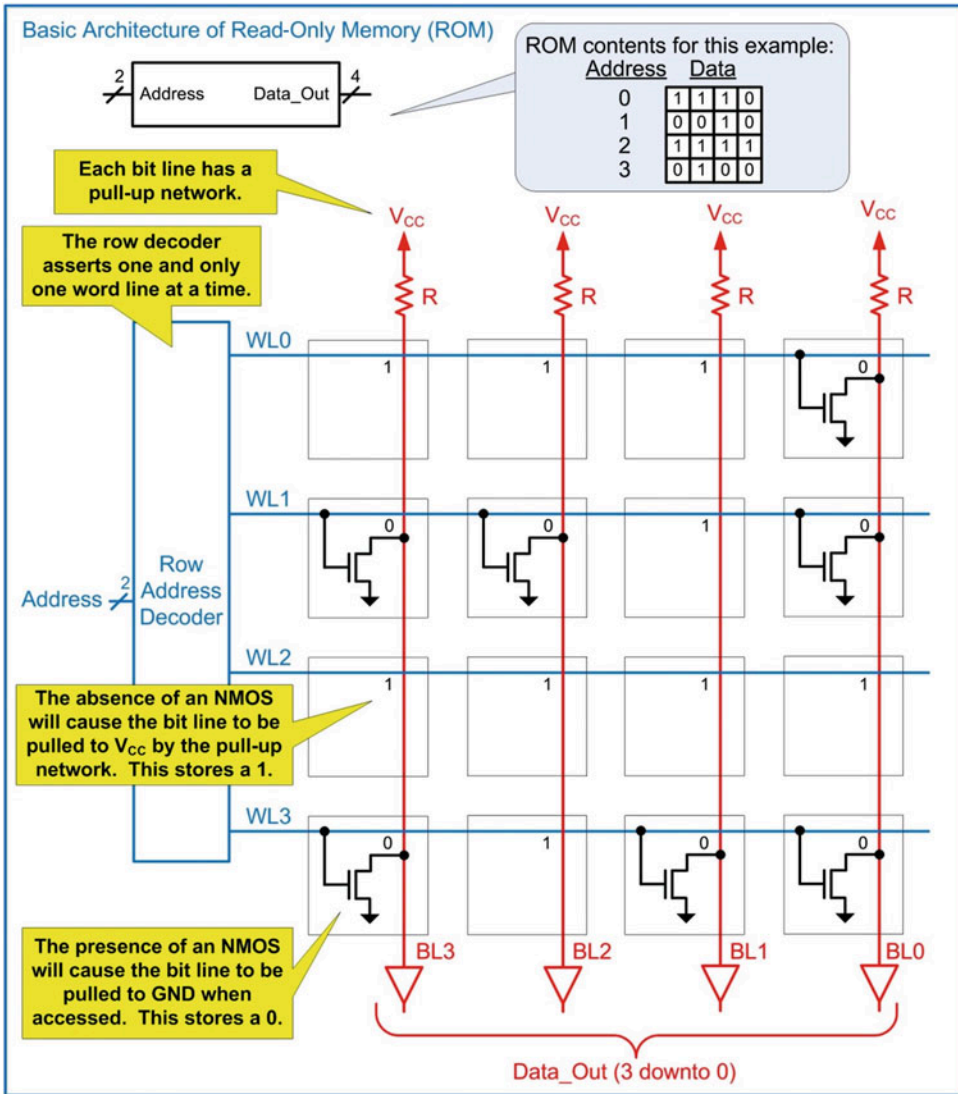 Basic Architecture of Read-Only Memory (ROM)
2
Address
Data_Out
4
ROM contents for this example:
Address Data
0 1 1 1 0
1 0 0 1 0
2 1 1 1 1
3 0 1 0 0
Each bit line has a
pull-up network.
The row decoder
asserts one and only
one word line at a time.
VCC VCC VCC VCC
R R R R
WL0
1 1 1 0
WL1
0 0 1 0
Address 2
Row
Address
Decoder
WL2
1 1 1 1
The absence of an NMOS
will cause the bit line to be
pulled to VCC by the pull-up
network. This stores a 1.
WL3
0 1 0 0
The presence of an NMOS
will cause the bit line to be
pulled to GND when
accessed. This stores a 0.
BL3 BL2 BL1 BL0
Data_Out (3 downto 0)